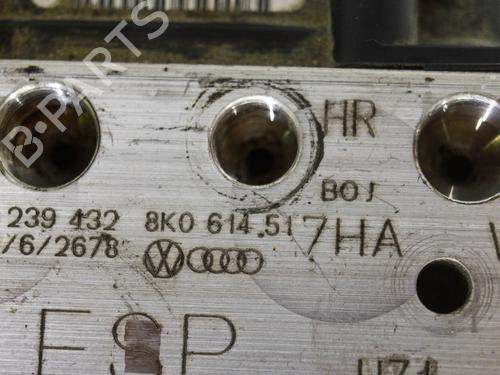 B-PARTS
HR
BOJ
239 432 8K0 614.517HA
/6/2678
ESP